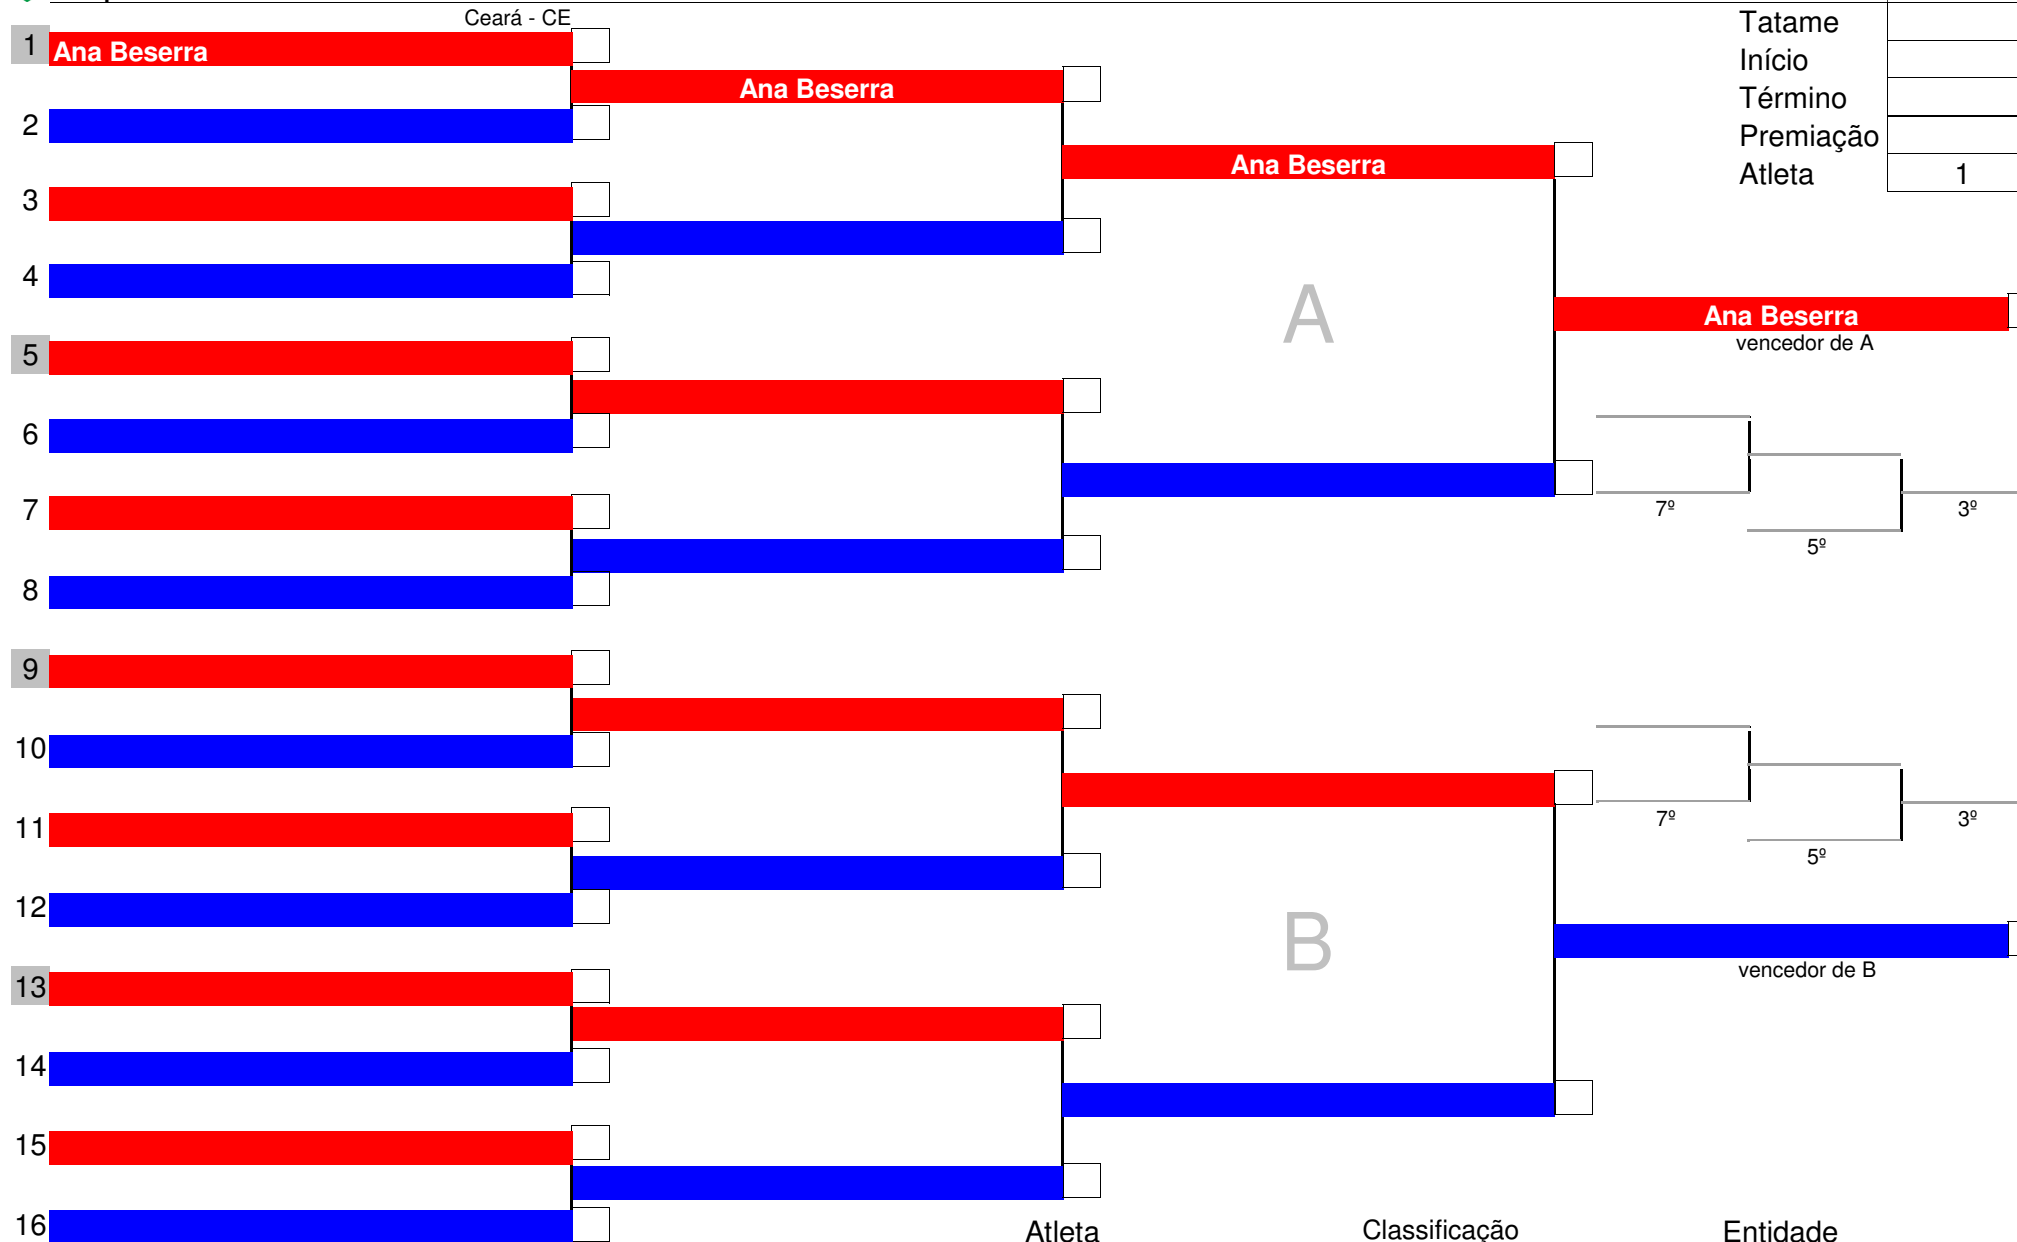 Ceará - CE
Tatame
1 Ana Beserra
Início
Ana Beserra
Término
2
Premiação
Ana Beserra
Atleta 1
3
4
A
Ana Beserra
vencedor de A
5
6
7
7º 3º
5º
8
9
10
11
7º 3º
5º
12
B
vencedor de B
13
14
15
16
Atleta Classificação Entidade